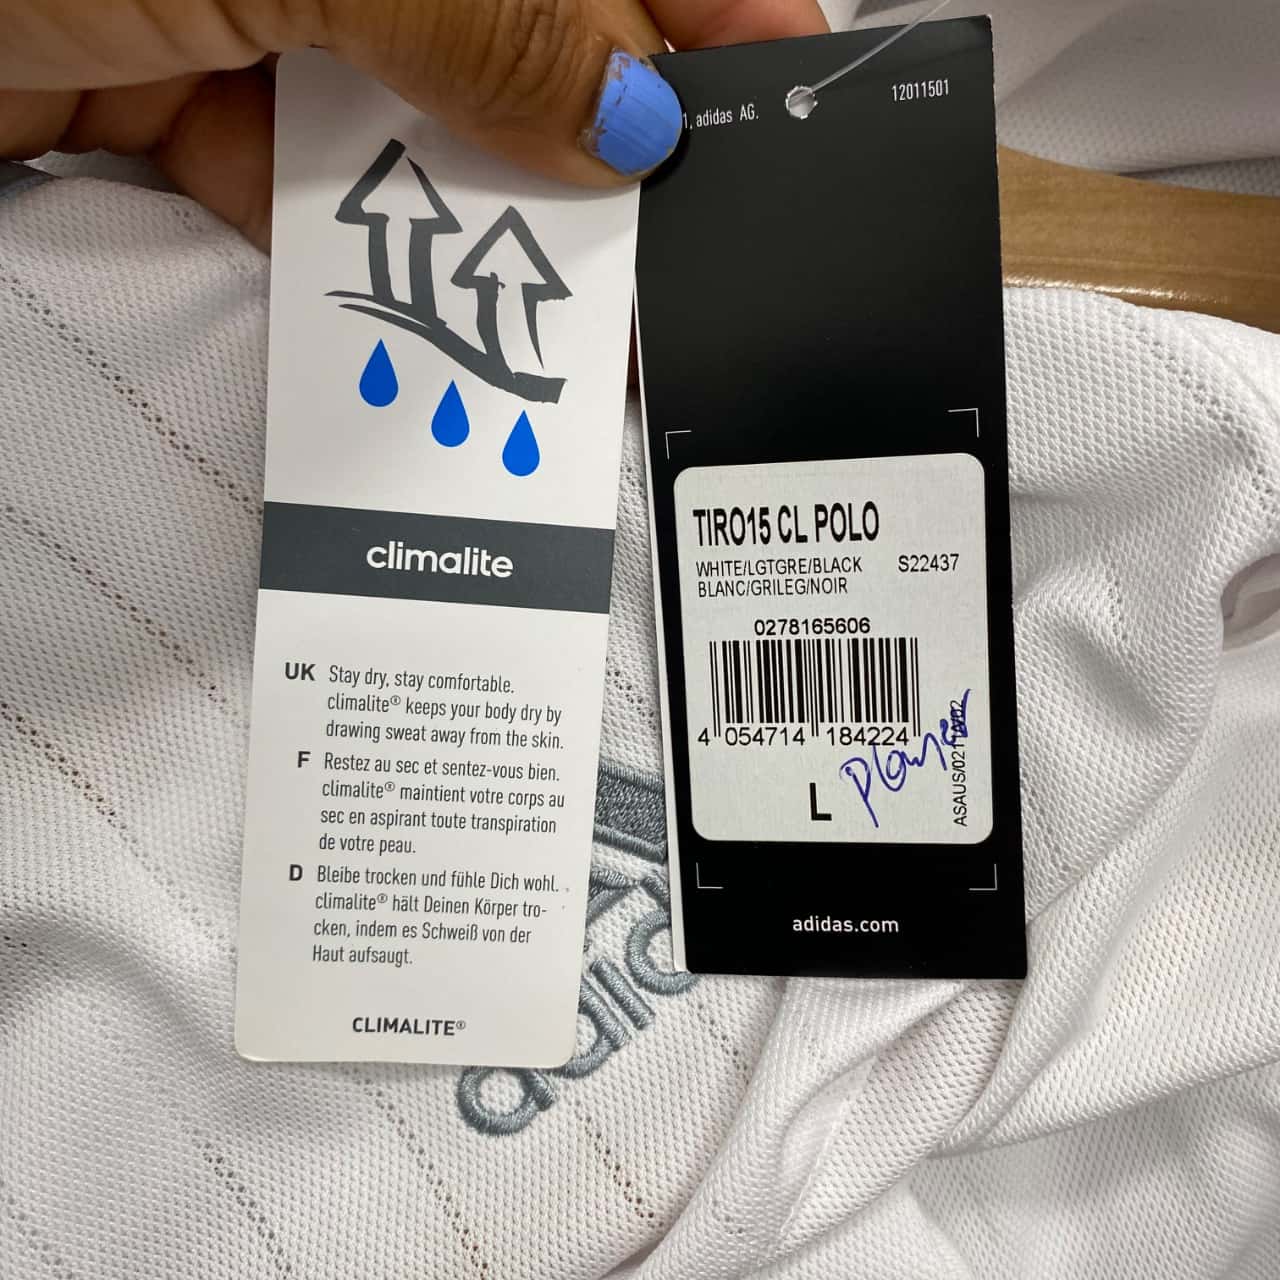 climalite
UK Stay dry, stay comfortable.
climalite® keeps your body dry by
drawing sweat away from the skin.
F Restez au sec et sentez-vous bien.
climalite® maintient votre corps au
sec en aspirant toute transpiration
de votre peau.
D Bleibe trocken und fühle Dich wohl.
climalite® hält Deinen Körper tro-
cken, indem es Schweiß von der
Haut aufsaugt.
CLIMALITE®
1, adidas AG.
12011501
TIRO15 CL POLO
WHITE/LGTGRE/BLACK S22437
BLANC/GRILEG/NOIR
0278165606
4 054714 184224
L
adidas.com
adidas